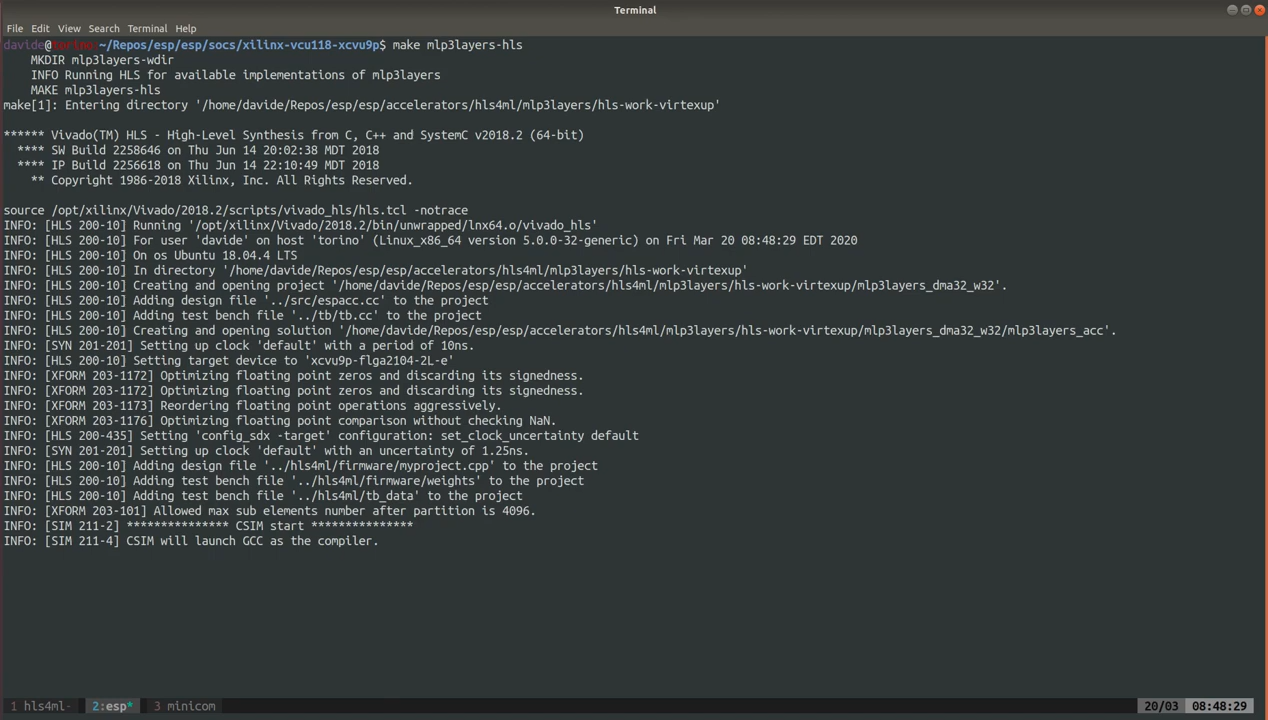 Terminal
File Edit View Search Terminal Help
davide@torino:~/Repos/esp/esp/socs/xilinx-vcu118-xcvu9p$ make mlp3layers-hls
MKDIR mlp3layers-wdir
INFO Running HLS for available implementations of mlp3layers
MAKE mlp3layers-hls
make[1]: Entering directory '/home/davide/Repos/esp/esp/accelerators/hls4ml/mlp3layers/hls-work-virtexup'
****** Vivado(TM) HLS - High-Level Synthesis from C, C++ and SystemC v2018.2 (64-bit)
**** SW Build 2258646 on Thu Jun 14 20:02:38 MDT 2018
**** IP Build 2256618 on Thu Jun 14 22:10:49 MDT 2018
** Copyright 1986-2018 Xilinx, Inc. All Rights Reserved.
source /opt/xilinx/Vivado/2018.2/scripts/vivado_hls/hls.tcl -notrace
INFO: [HLS 200-10] Running '/opt/xilinx/Vivado/2018.2/bin/unwrapped/lnx64.o/vivado_hls'
INFO: [HLS 200-10] For user 'davide' on host 'torino' (Linux_x86_64 version 5.0.0-32-generic) on Fri Mar 20 08:48:29 EDT 2020
INFO: [HLS 200-10] On os Ubuntu 18.04.4 LTS
INFO: [HLS 200-10] In directory '/home/davide/Repos/esp/esp/accelerators/hls4ml/mlp3layers/hls-work-virtexup'
INFO: [HLS 200-10] Creating and opening project '/home/davide/Repos/esp/esp/accelerators/hls4ml/mlp3layers/hls-work-virtexup/mlp3layers_dma32_w32'.
INFO: [HLS 200-10] Adding design file '../src/espacc.cc' to the project
INFO: [HLS 200-10] Adding test bench file '../tb/tb.cc' to the project
INFO: [HLS 200-10] Creating and opening solution '/home/davide/Repos/esp/esp/accelerators/hls4ml/mlp3layers/hls-work-virtexup/mlp3layers_dma32_w32/mlp3layers_acc'.
INFO: [SYN 201-201] Setting up clock 'default' with a period of 10ns.
INFO: [HLS 200-10] Setting target device to 'xcvu9p-flga2104-2L-e'
INFO: [XFORM 203-1172] Optimizing floating point zeros and discarding its signedness.
INFO: [XFORM 203-1172] Optimizing floating point zeros and discarding its signedness.
INFO: [XFORM 203-1173] Reordering floating point operations aggressively.
INFO: [XFORM 203-1176] Optimizing floating point comparison without checking NaN.
INFO: [HLS 200-435] Setting 'config_sdx -target' configuration: set_clock_uncertainty default
INFO: [SYN 201-201] Setting up clock 'default' with an uncertainty of 1.25ns.
INFO: [HLS 200-10] Adding design file '../hls4ml/firmware/myproject.cpp' to the project
INFO: [HLS 200-10] Adding test bench file '../hls4ml/firmware/weights' to the project
INFO: [HLS 200-10] Adding test bench file '../hls4ml/tb_data' to the project
INFO: [XFORM 203-101] Allowed max sub elements number after partition is 4096.
INFO: [SIM 211-2] *************** CSIM start ***************
INFO: [SIM 211-4] CSIM will launch GCC as the compiler.
1 hls4ml- 2:esp* 3 minicom 20/03 08:48:29